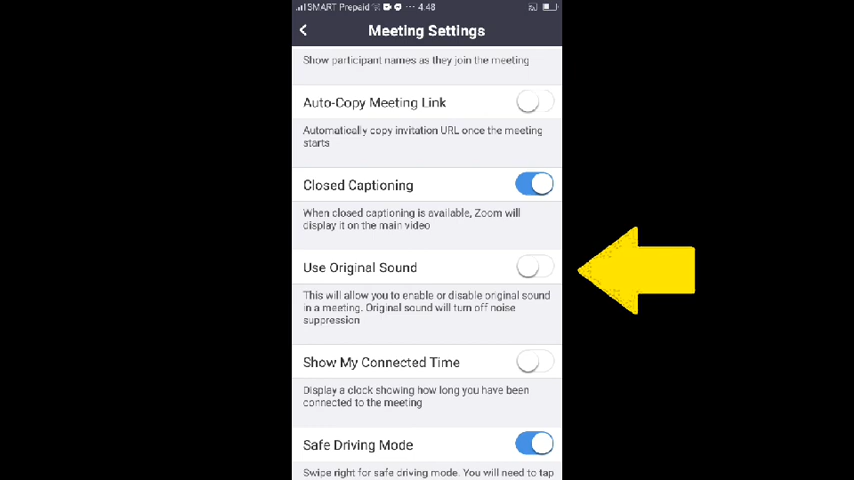 SMART Prepaid ··· 4:48
Meeting Settings
Show participant names as they join the meeting
Auto-Copy Meeting Link
Automatically copy invitation URL once the meeting
starts
Closed Captioning
When closed captioning is available, Zoom will
display it on the main video
Use Original Sound
This will allow you to enable or disable original sound
in a meeting. Original sound will turn off noise
suppression
Show My Connected Time
Display a clock showing how long you have been
connected to the meeting
Safe Driving Mode
Swipe right for safe driving mode. You will need to tap